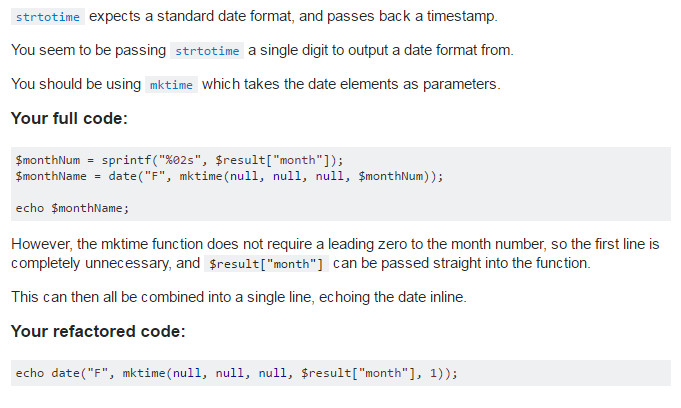 strtotime expects a standard date format, and passes back a timestamp.
You seem to be passing strtotime a single digit to output a date format from.
You should be using mktime which takes the date elements as parameters.
Your full code:
$monthNum = sprintf("%02s", $result["month"]);
$monthName = date("F", mktime(null, null, null, $monthNum));
echo $monthName;
However, the mktime function does not require a leading zero to the month number, so the first line is
completely unnecessary, and $result["month"] can be passed straight into the function.
This can then all be combined into a single line, echoing the date inline.
Your refactored code:
echo date("F", mktime(null, null, null, $result["month"], 1));